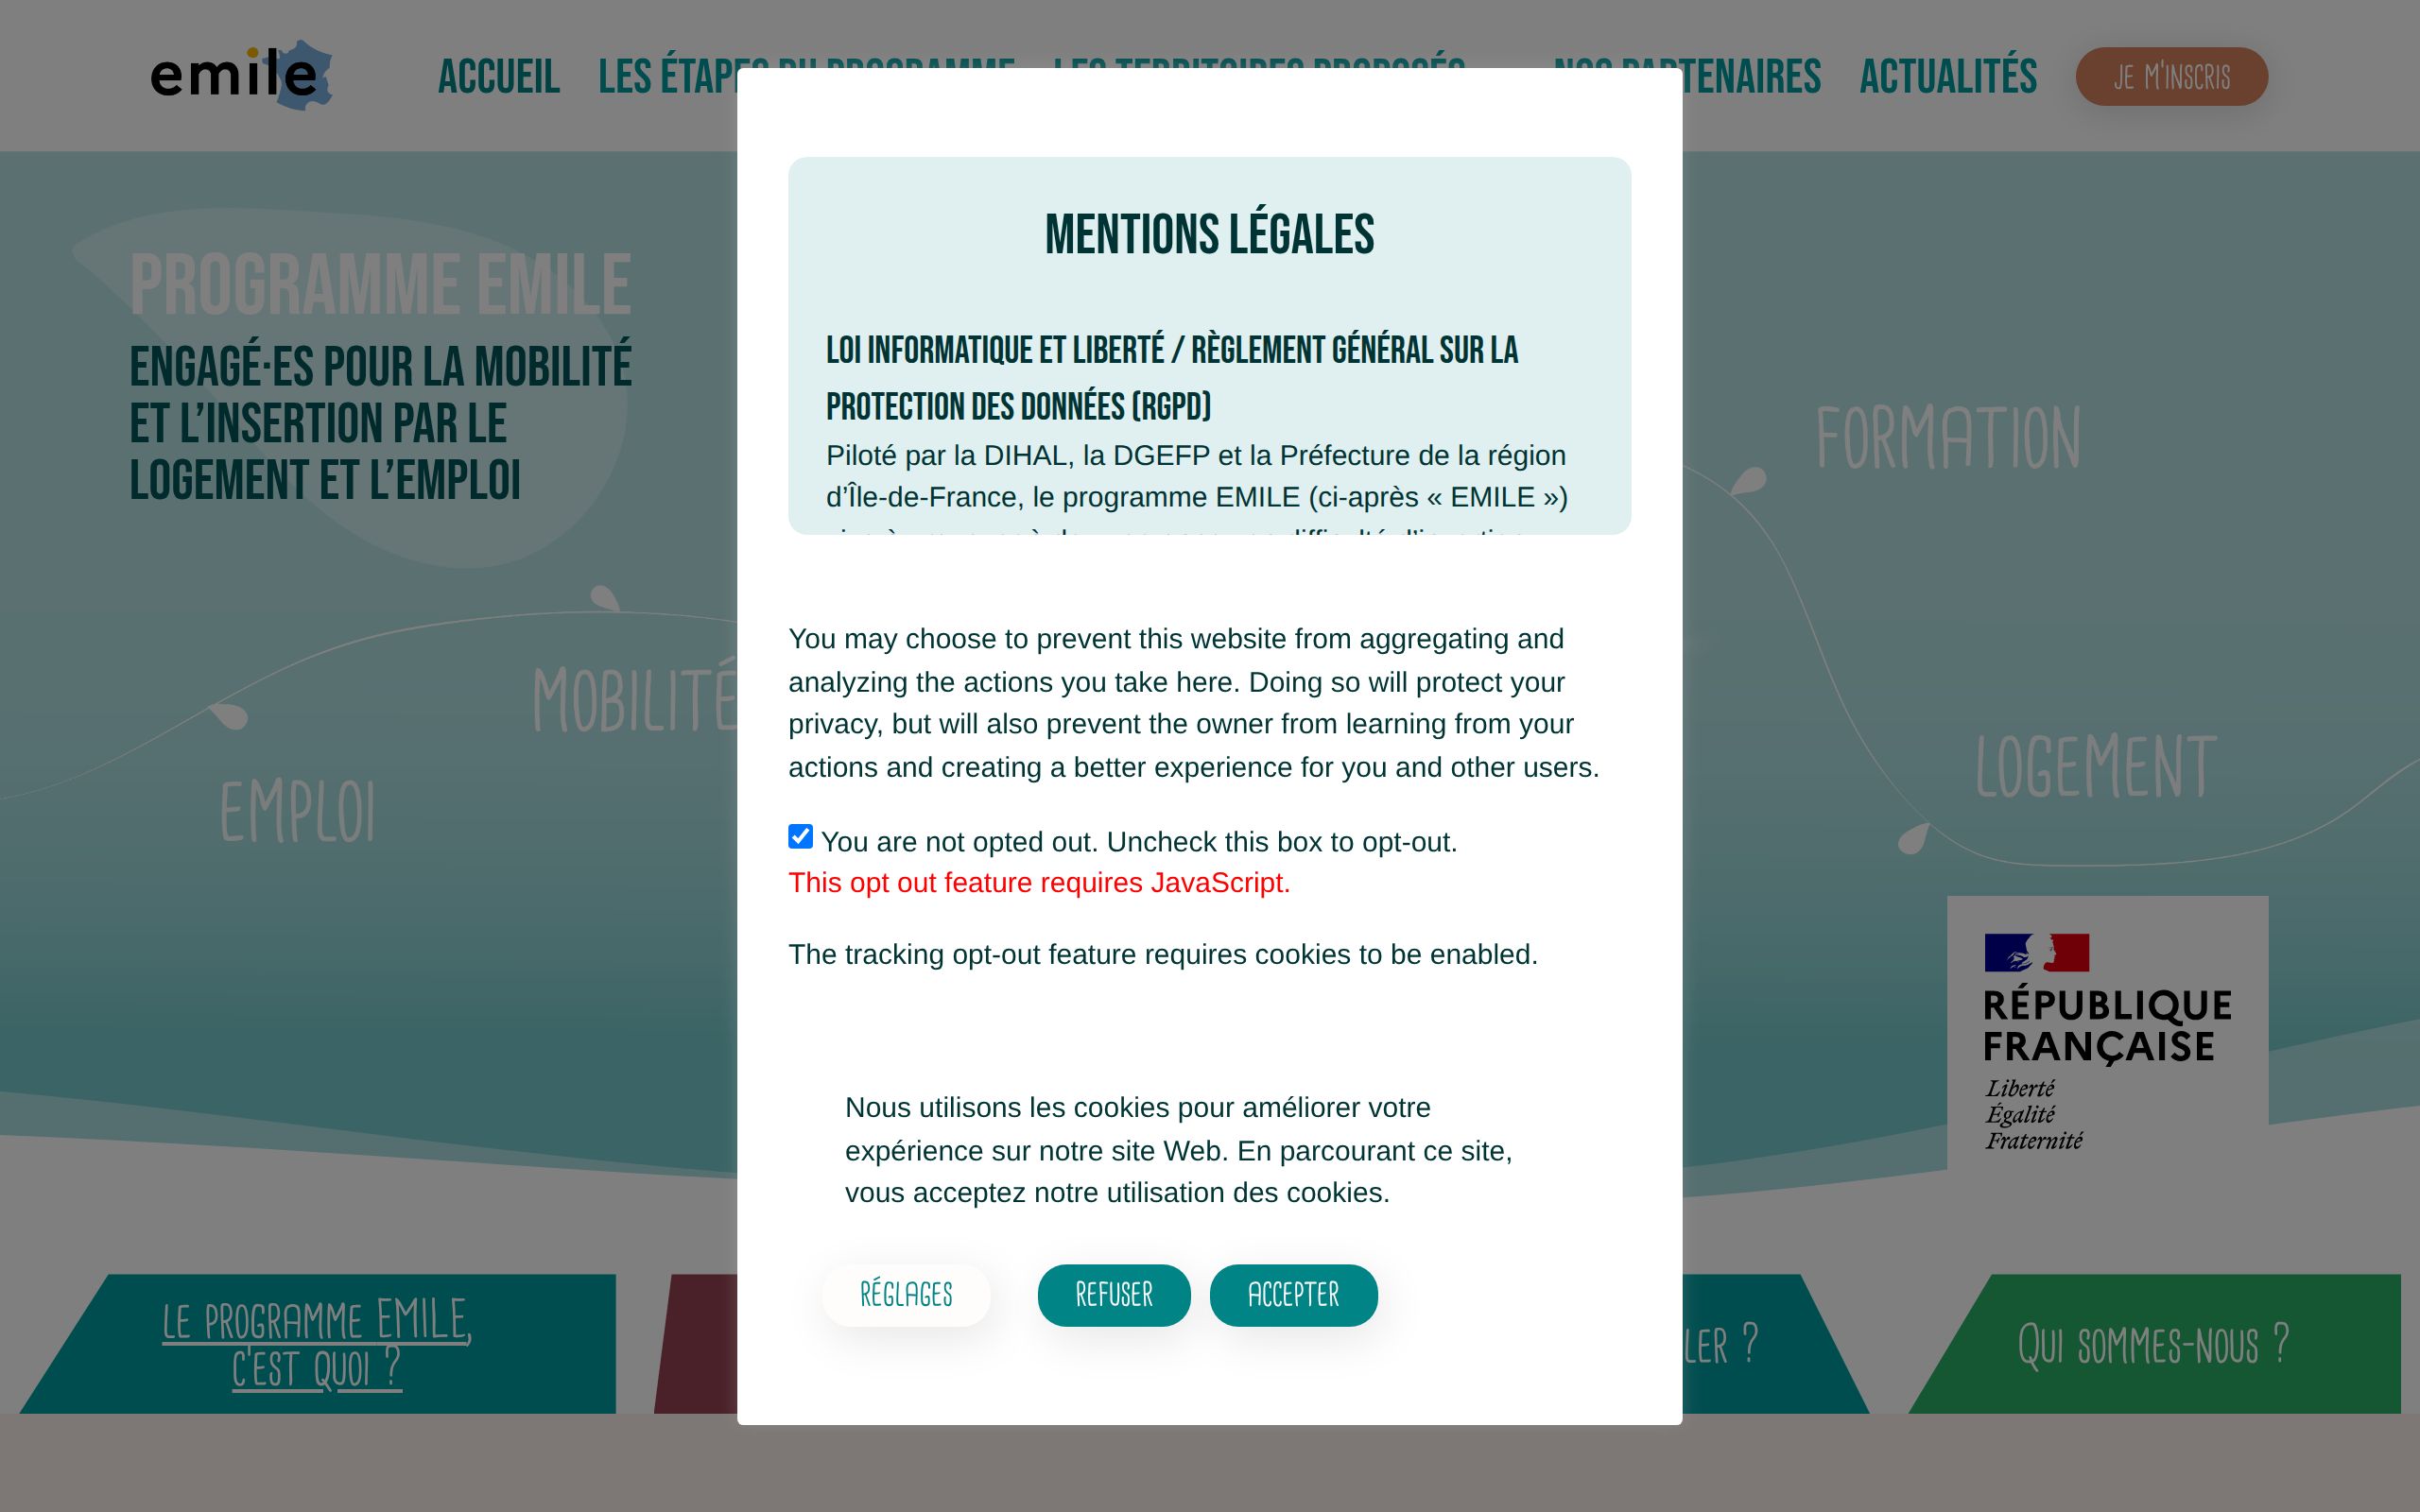 emile
ACCUEIL
LES ÉTAPES DU PROGRAMME
LES TERRITOIRES PROPOSÉS
NOS PARTENAIRES
ACTUALITÉS
JE M'INSCRIS
PROGRAMME EMILE
ENGAGÉ·ES POUR LA MOBILITÉ
ET L’INSERTION PAR LE
LOGEMENT ET L’EMPLOI
EMPLOI
MOBILITÉ
FORMATION
LOGEMENT
MENTIONS LÉGALES
LOI INFORMATIQUE ET LIBERTÉ / RÈGLEMENT GÉNÉRAL SUR LA
PROTECTION DES DONNÉES (RGPD)
Piloté par la DIHAL, la DGEFP et la Préfecture de la région
d’Île-de-France, le programme EMILE (ci-après « EMILE »)
You may choose to prevent this website from aggregating and
analyzing the actions you take here. Doing so will protect your
privacy, but will also prevent the owner from learning from your
actions and creating a better experience for you and other users.
You are not opted out. Uncheck this box to opt-out.
This opt out feature requires JavaScript.
The tracking opt-out feature requires cookies to be enabled.
Nous utilisons les cookies pour améliorer votre
expérience sur notre site Web. En parcourant ce site,
vous acceptez notre utilisation des cookies.
RÉGLAGES
REFUSER
ACCEPTER
RÉPUBLIQUE
FRANÇAISE
Liberté
Égalité
Fraternité
LE PROGRAMME EMILE,
C'EST QUOI ?
LER ?
QUI SOMMES-NOUS ?